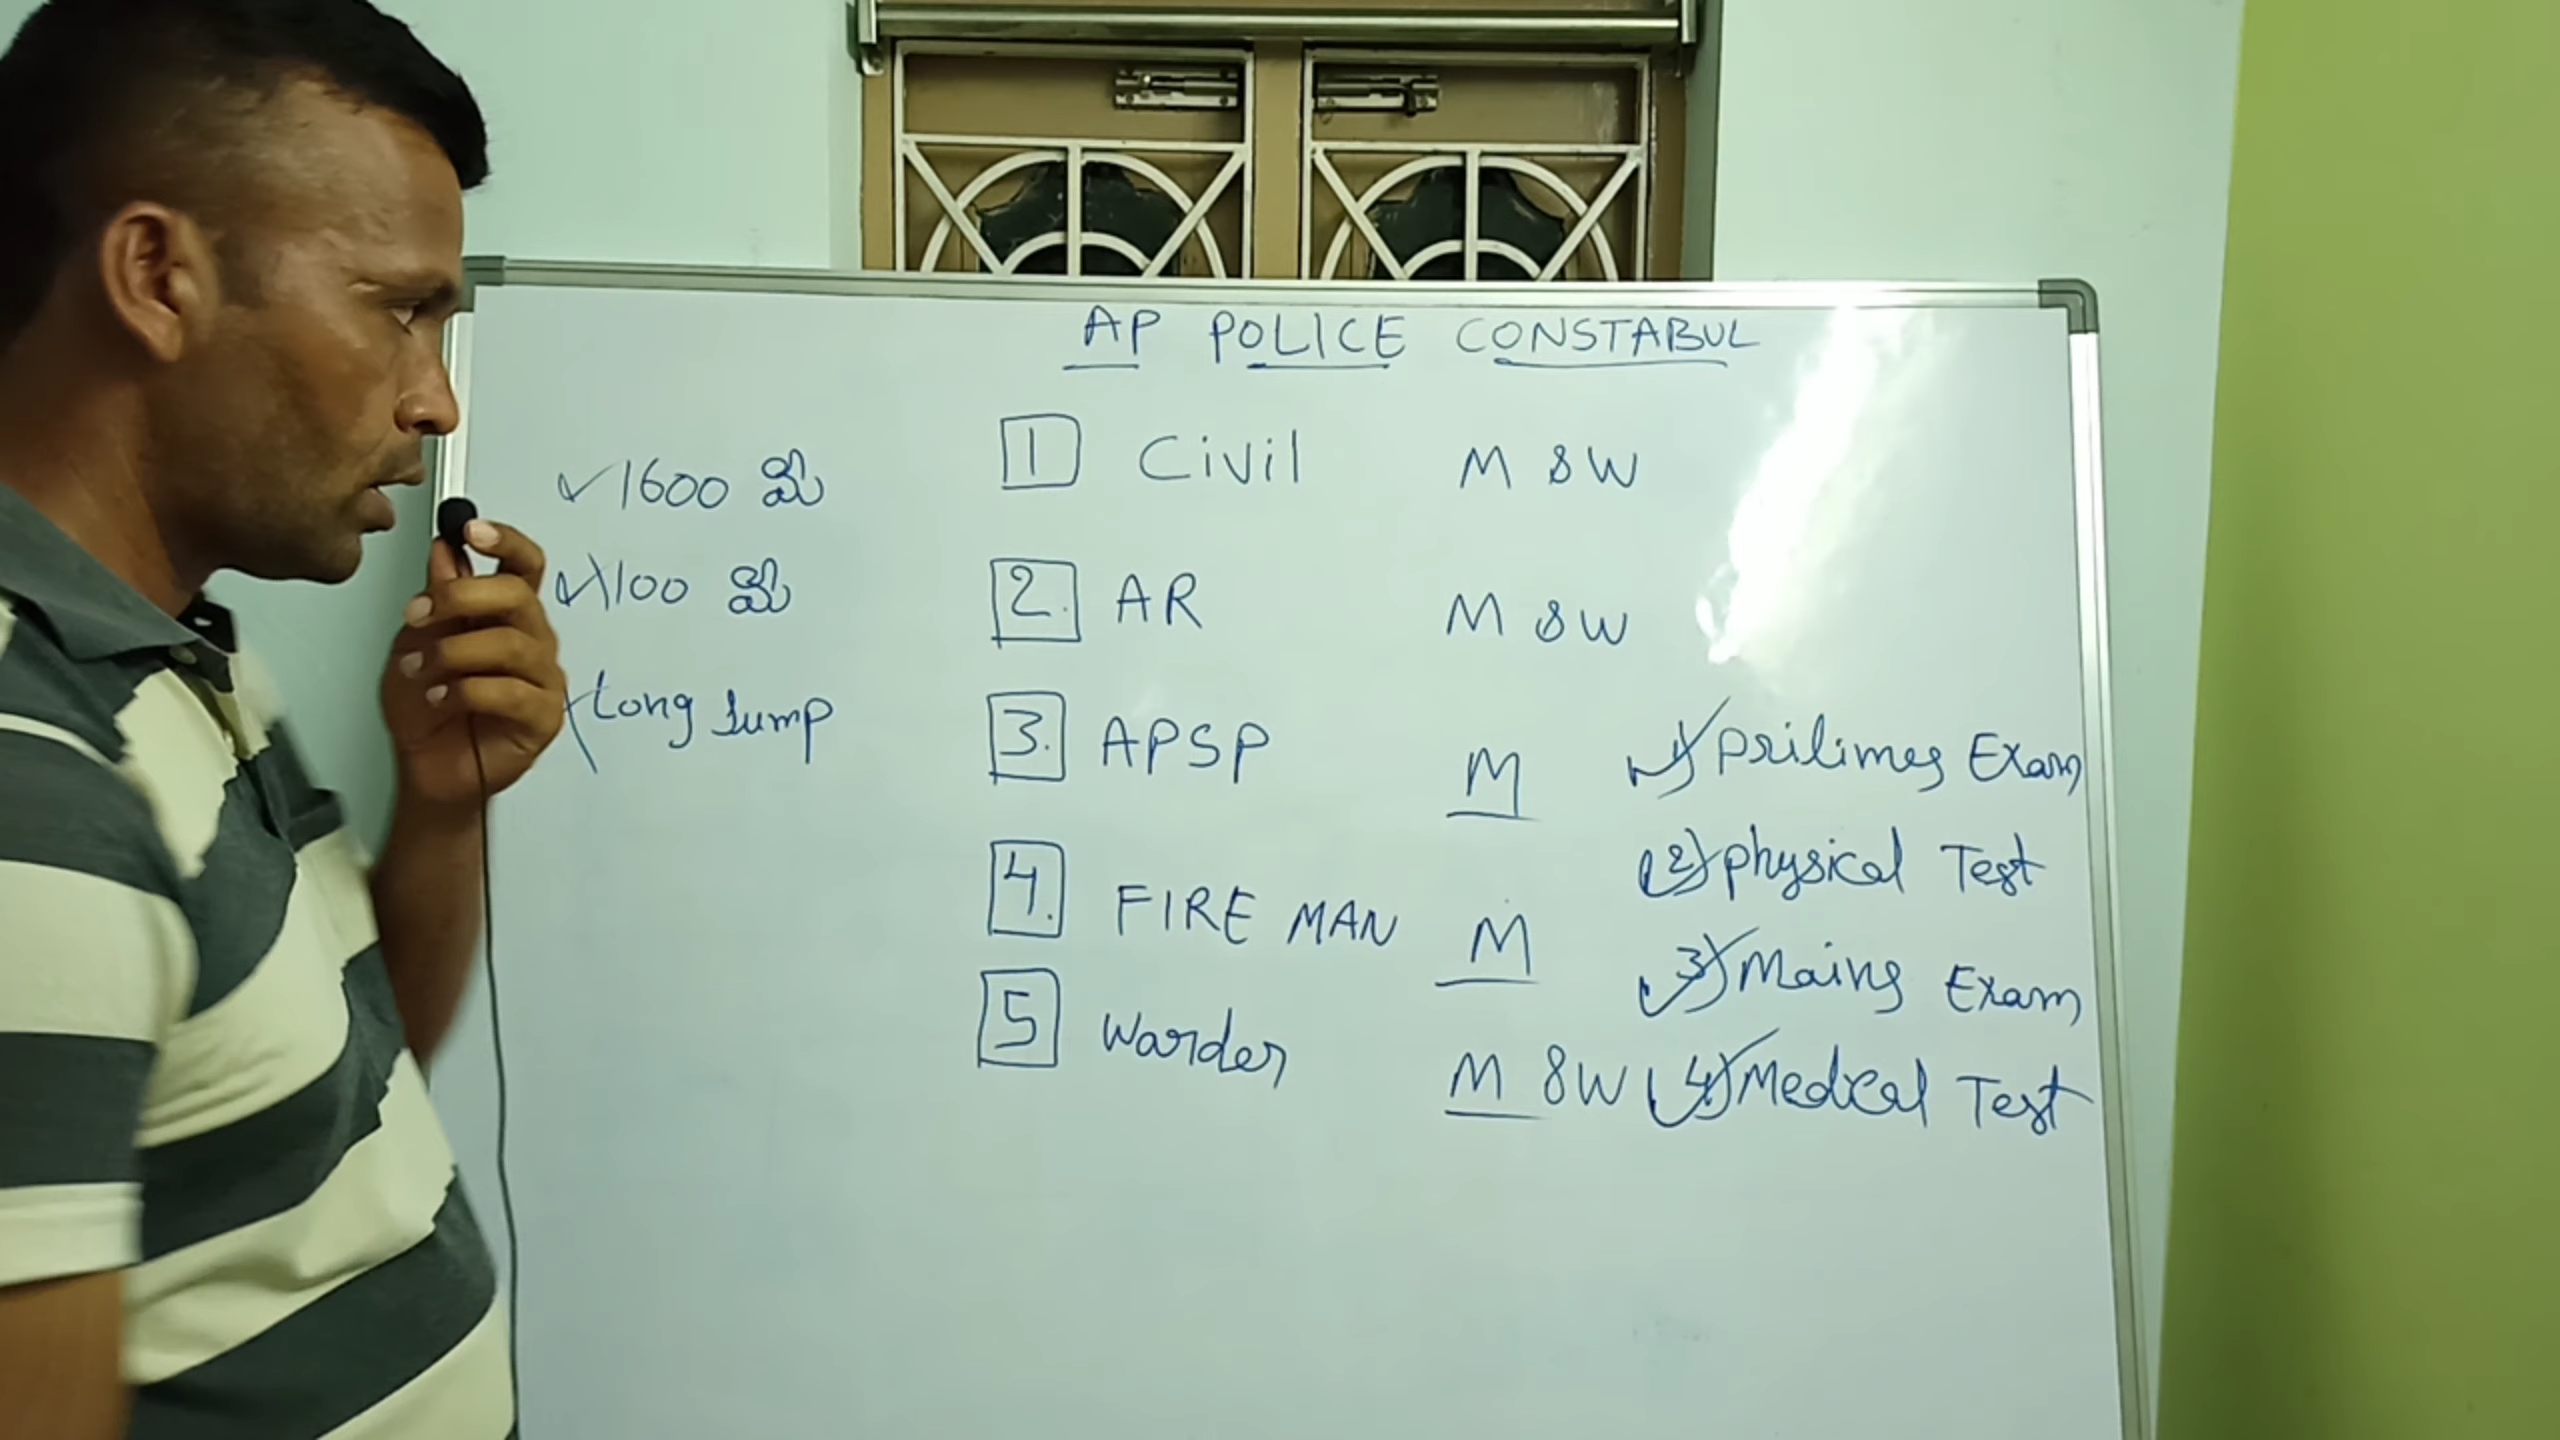 AP POLICE CONSTABUL
✓1600 మీ
✓100 మీ
Long Jump
1 Civil M & W
2. AR M & W
3. APSP M
4. FIRE MAN M
5 Warder M & W
1) Prilimes Exam
2) Physical Test
3) Mains Exam
4) Medical Test